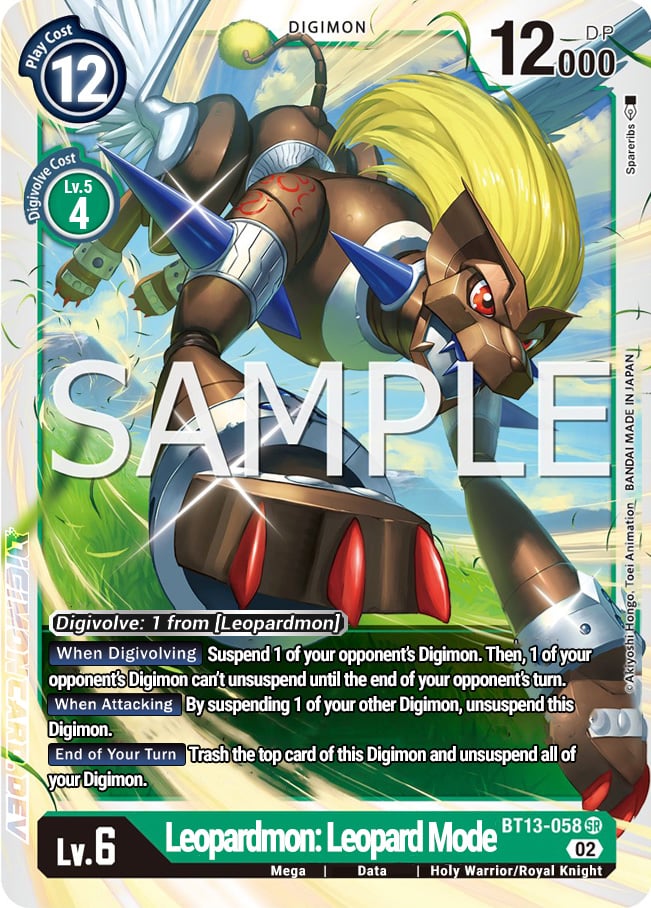 DIGIMON
Play Cost
12
DP
12000
Digivolve Cost
Lv.5
4
Spareribs
SAMPLE
©Akiyoshi Hongo, Toei Animation BANDAI MADE IN JAPAN
DIGIMONCARD.DEV
Digivolve: 1 from [Leopardmon]
When Digivolving Suspend 1 of your opponent's Digimon. Then, 1 of your
opponent's Digimon can't unsuspend until the end of your opponent's turn.
When Attacking By suspending 1 of your other Digimon, unsuspend this
Digimon.
End of Your Turn Trash the top card of this Digimon and unsuspend all of
your Digimon.
Lv.6
Leopardmon: Leopard Mode
BT13-058 SR
02
Mega | Data | Holy Warrior/Royal Knight